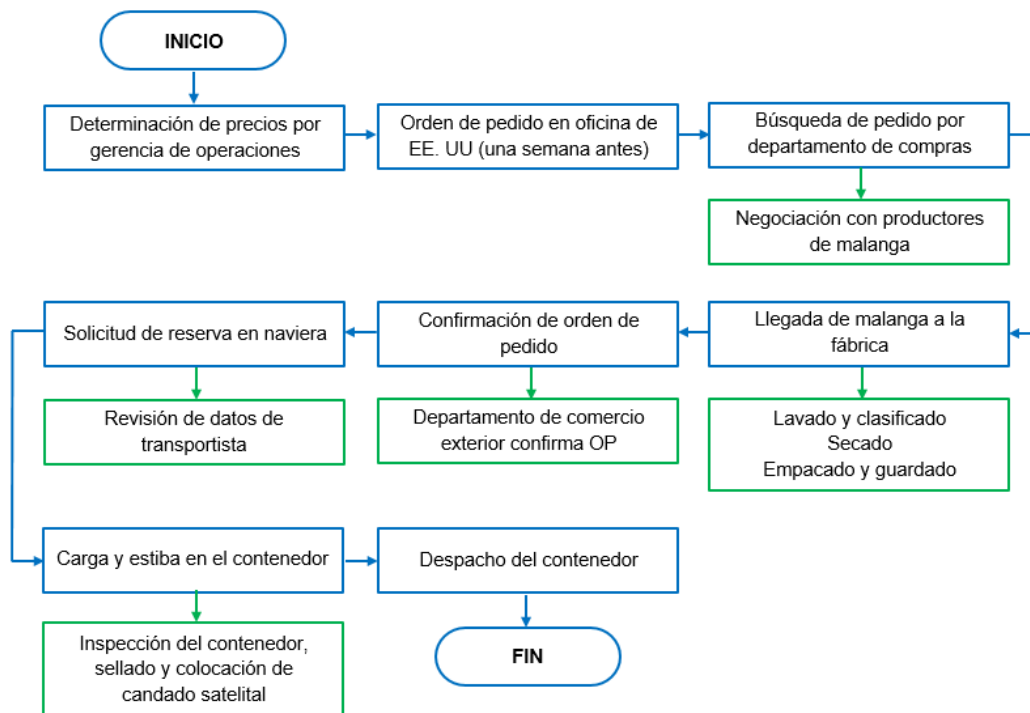 INICIO
Determinación de precios por
gerencia de operaciones
Orden de pedido en oficina de
EE. UU (una semana antes)
Búsqueda de pedido por
departamento de compras
Negociación con productores
de malanga
Solicitud de reserva en naviera
Confirmación de orden de
pedido
Llegada de malanga a la
fábrica
Revisión de datos de
transportista
Departamento de comercio
exterior confirma OP
Lavado y clasificado
Secado
Empacado y guardado
Carga y estiba en el contenedor
Despacho del contenedor
Inspección del contenedor,
sellado y colocación de
candado satelital
FIN